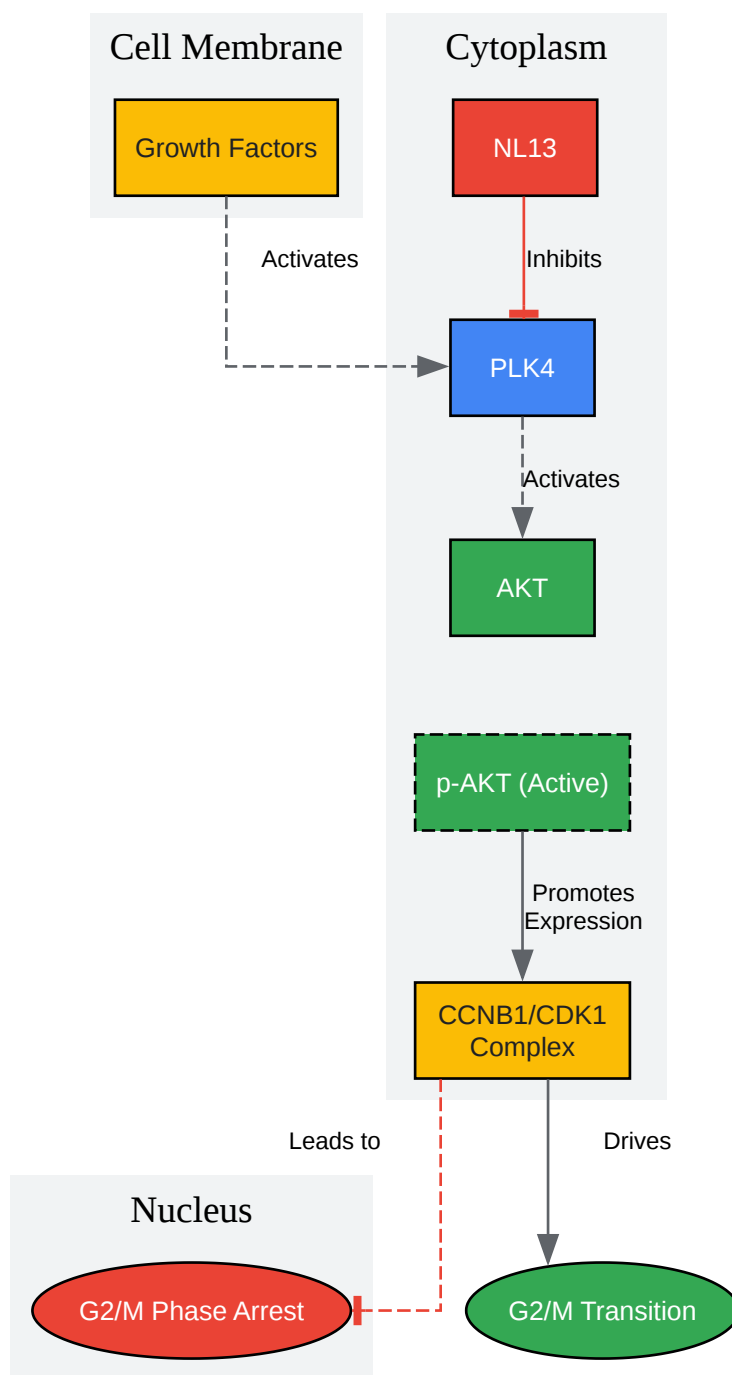 Cell Membrane
Cytoplasm
Growth Factors
NL13
Activates
Inhibits
PLK4
Activates
AKT
p-AKT (Active)
Promotes
Expression
CCNB1/CDK1
Complex
Leads to
Drives
Nucleus
G2/M Phase Arrest
G2/M Transition